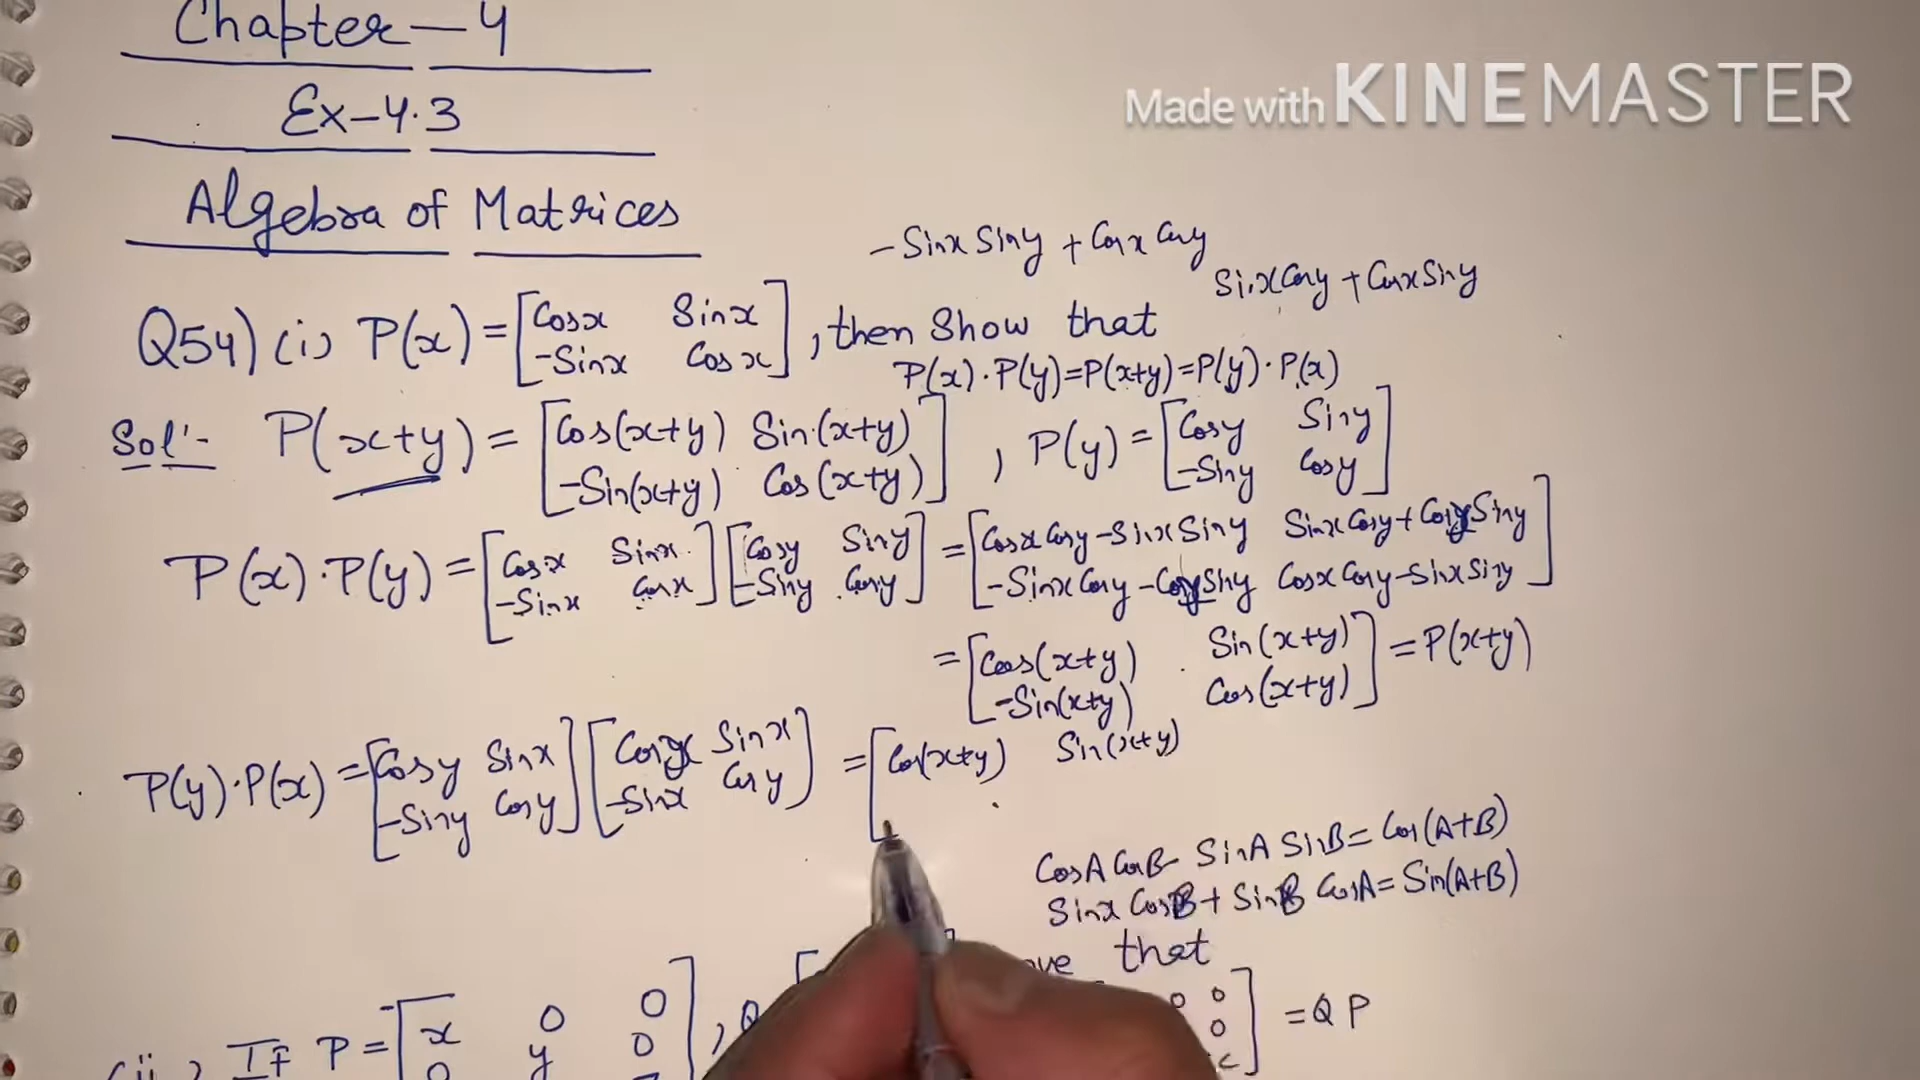 Chapter-4
Made with KINEMASTER
Ex-4.3
Algebra of Matrices
-Sinx Siny + Cosx Cosy
Sinx Cosy + Cosx Siny
Q54) (i) P(x) = [Cosx Sinx], then Show that
-Sinx Cosx
P(x)·P(y)=P(x+y)=P(y)·P(x)
Sol:- P(x+y) = [Cos(x+y) Sin(x+y)], P(y) = [Cosy Siny]
-Sin(x+y) Cos(x+y) -Siny Cosy
P(x)·P(y) = [Cosx Sinx] [Cosy Siny] = [Cosx Cosy - Sinx Siny Sinx Cosy + Cosx Siny]
-Sinx Cosx -Siny Cosy -Sinx Cosy - Cosx Siny Cosx Cosy - Sinx Siny
= [Cos(x+y) Sin(x+y)] = P(x+y)
-Sin(x+y) Cos(x+y)
P(y)·P(x) = [Cosy Sinx] [Cosx Sinx] = [Cos(x+y) Sin(x+y)
-Siny Cosy -Sinx Cosy
CosA CosB - SinA SinB = Cos(A+B)
Sinx CosB + SinB CosA = Sin(A+B)
that
(ii) If P = [x 0 0], Q
0 y 0
0 0
0
= QP